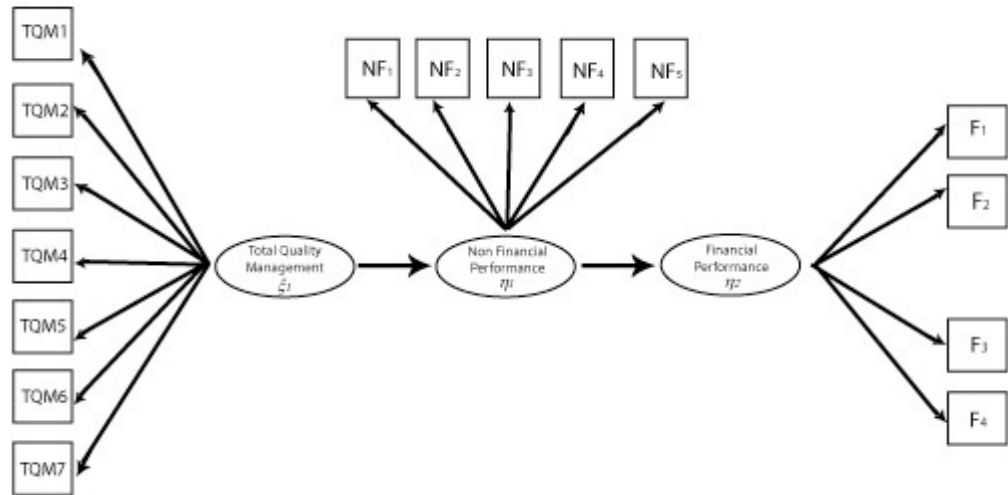 TQM1
TQM2
TQM3
TQM4
TQM5
TQM6
TQM7
NF₁
NF₂
NF₃
NF₄
NF₅
Total Quality
Management
ξ₁
Non Financial
Performance
η₁
Financial
Performance
η₂
F₁
F₂
F₃
F₄